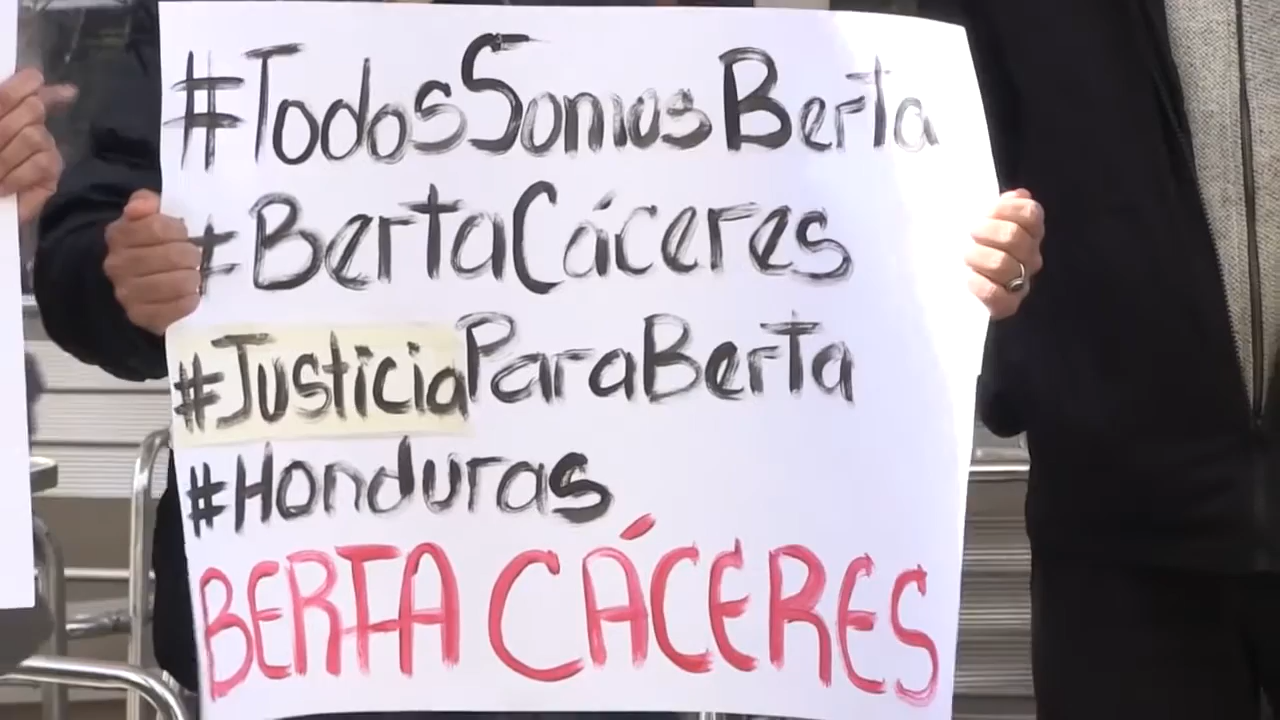 #TodosSomosBerta
#BertaCáceres
#JusticiaParaBerta
#Honduras
BERTA CÁCERES